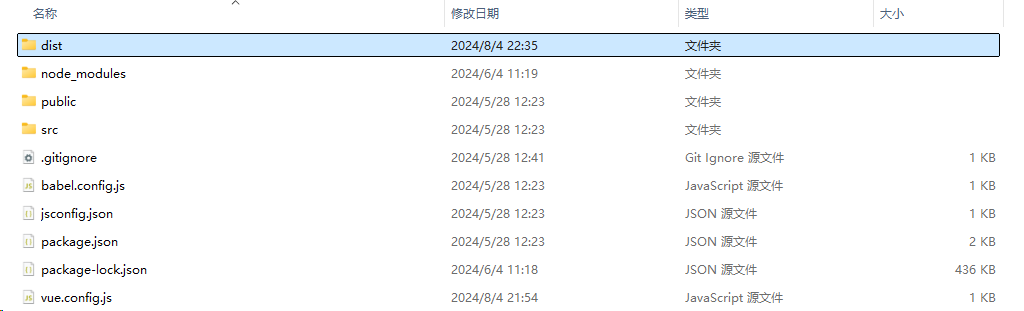 名称 修改日期 类型 大小
dist 2024/8/4 22:35 文件夹
node_modules 2024/6/4 11:19 文件夹
public 2024/5/28 12:23 文件夹
src 2024/5/28 12:23 文件夹
.gitignore 2024/5/28 12:41 Git Ignore 源文件 1 KB
babel.config.js 2024/5/28 12:23 JavaScript 源文件 1 KB
jsconfig.json 2024/5/28 12:23 JSON 源文件 1 KB
package.json 2024/5/28 12:23 JSON 源文件 2 KB
package-lock.json 2024/6/4 11:18 JSON 源文件 436 KB
vue.config.js 2024/8/4 21:54 JavaScript 源文件 1 KB